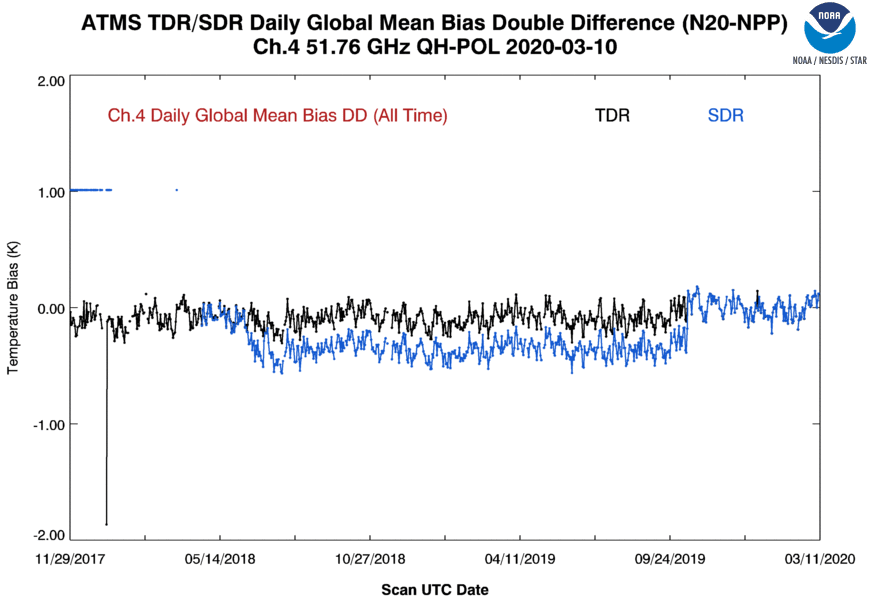 ATMS TDR/SDR Daily Global Mean Bias Double Difference (N20-NPP)
Ch.4 51.76 GHz QH-POL 2020-03-10
NOAA
NOAA / NESDIS / STAR
Ch.4 Daily Global Mean Bias DD (All Time) TDR SDR
2.00
1.00
0.00
-1.00
-2.00
Temperature Bias (K)
11/29/2017 05/14/2018 10/27/2018 04/11/2019 09/24/2019 03/11/2020
Scan UTC Date